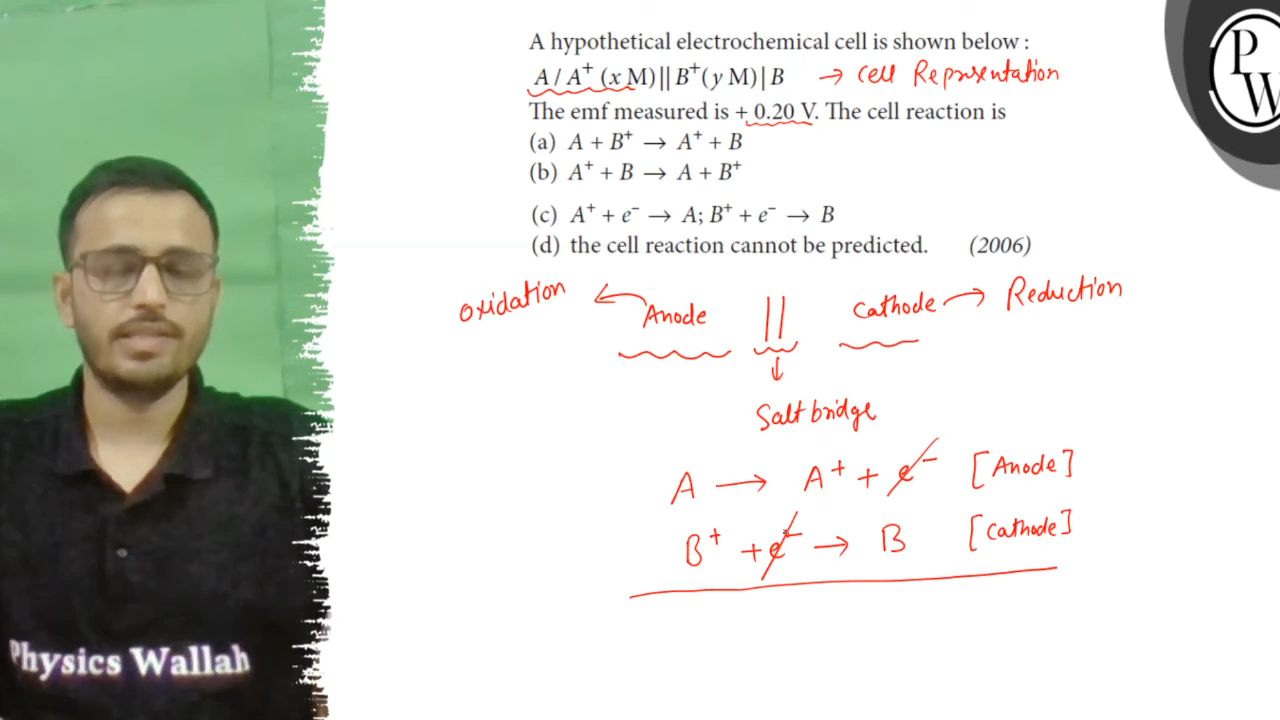 A hypothetical electrochemical cell is shown below :
A / A⁺ (x M) || B⁺ (y M) | B → Cell Representation
The emf measured is + 0.20 V. The cell reaction is
(a) A + B⁺ → A⁺ + B
(b) A⁺ + B → A + B⁺
(c) A⁺ + e⁻ → A; B⁺ + e⁻ → B
(d) the cell reaction cannot be predicted. (2006)
Oxidation ← Anode || Cathode → Reduction
↓
Salt bridge
A → A⁺ + e⁻ [Anode]
B⁺ + e⁻ → B [Cathode]
P
W
Physics Wallah